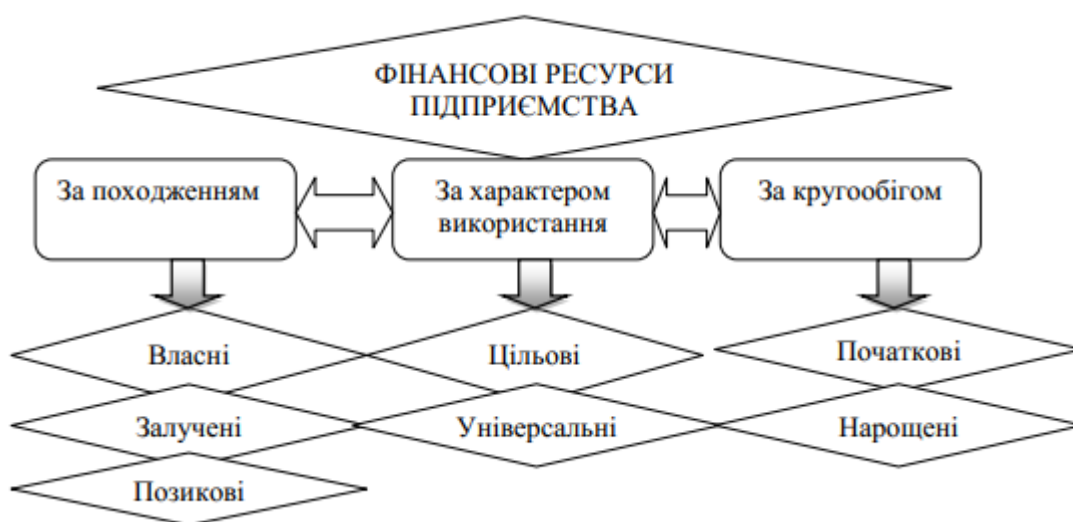 ФІНАНСОВІ РЕСУРСИ
ПІДПРИЄМСТВА
За походженням
За характером
використання
За кругообігом
Власні
Цільові
Початкові
Залучені
Універсальні
Нарощені
Позикові